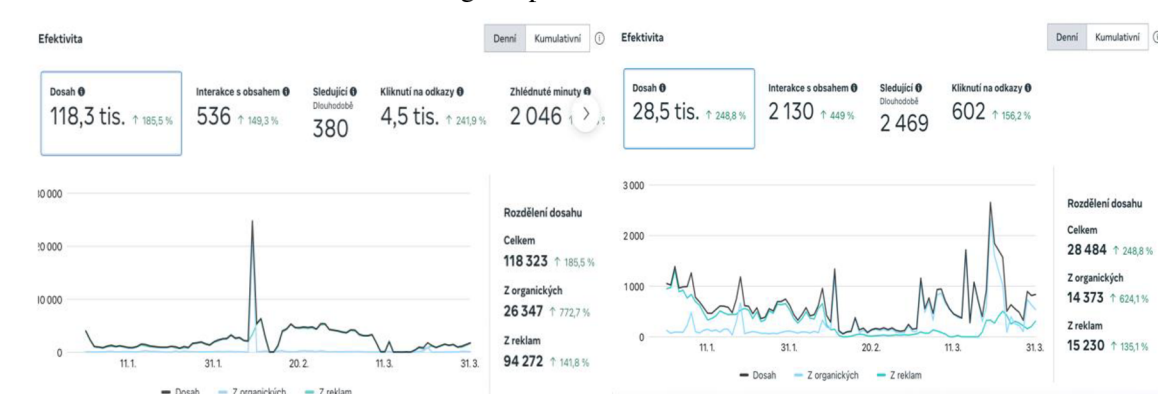 Efektivita
Denní Kumulativní
Dosah
118,3 tis. ↑ 185,5 %
Interakce s obsahem
536 ↑ 149,3 %
Sledující
Dlouhodobě
380
Kliknutí na odkazy
4,5 tis. ↑ 241,9 %
Zhlédnuté minuty
2 046
0 000
0 000
0 000
0
11.1. 31.1. 20.2. 11.3. 31.3.
Dosah Z organických Z reklam
Rozdělení dosahu
Celkem
118 323 ↑ 185,5 %
Z organických
26 347 ↑ 772,7 %
Z reklam
94 272 ↑ 141,8 %
Efektivita
Denní Kumulativní
Dosah
28,5 tis. ↑ 248,8 %
Interakce s obsahem
2 130 ↑ 449 %
Sledující
Dlouhodobě
2 469
Kliknutí na odkazy
602 ↑ 156,2 %
3 000
2 000
1 000
0
11.1. 31.1. 20.2. 11.3. 31.3.
Dosah Z organických Z reklam
Rozdělení dosahu
Celkem
28 484 ↑ 248,8 %
Z organických
14 373 ↑ 624,1 %
Z reklam
15 230 ↑ 135,1 %